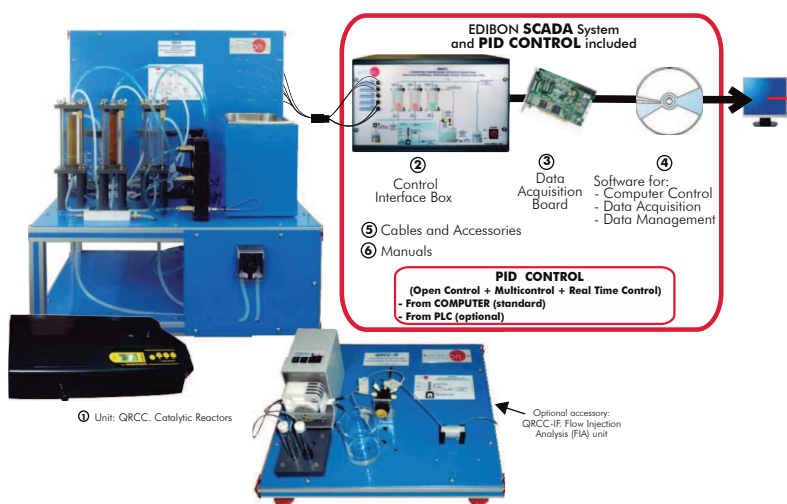 EDIBON SCADA System
and PID CONTROL included
QRCC
2
Control
Interface Box
3
Data
Acquisition
Board
4
Software for:
- Computer Control
- Data Acquisition
- Data Management
5 Cables and Accessories
6 Manuals
PID CONTROL
(Open Control + Multicontrol + Real Time Control)
- From COMPUTER (standard)
- From PLC (optional)
1 Unit: QRCC. Catalytic Reactors
QRCC-IF
Optional accessory:
QRCC-IF. Flow Injection
Analysis (FIA) unit